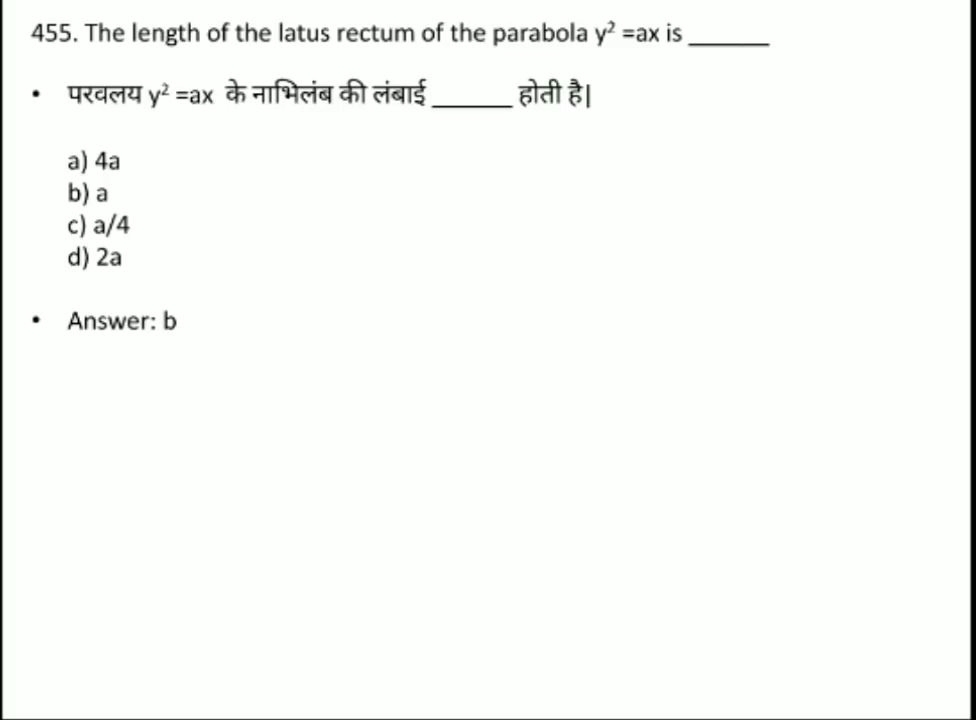 455. The length of the latus rectum of the parabola y² =ax is ______
• परवलय y² =ax के नाभिलंब की लंबाई ______ होती है|
a) 4a
b) a
c) a/4
d) 2a
• Answer: b